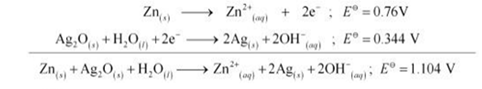 Zn₍ₛ₎ ⟶ Zn²⁺₍aq₎ + 2e⁻ ; E° = 0.76V
Ag₂O₍ₛ₎ + H₂O₍l₎ + 2e⁻ ⟶ 2Ag₍ₛ₎ + 2OH⁻₍aq₎ ; E° = 0.344 V
Zn₍ₛ₎ + Ag₂O₍ₛ₎ + H₂O₍l₎ ⟶ Zn²⁺₍aq₎ + 2Ag₍ₛ₎ + 2OH⁻₍aq₎ ; E° = 1.104 V